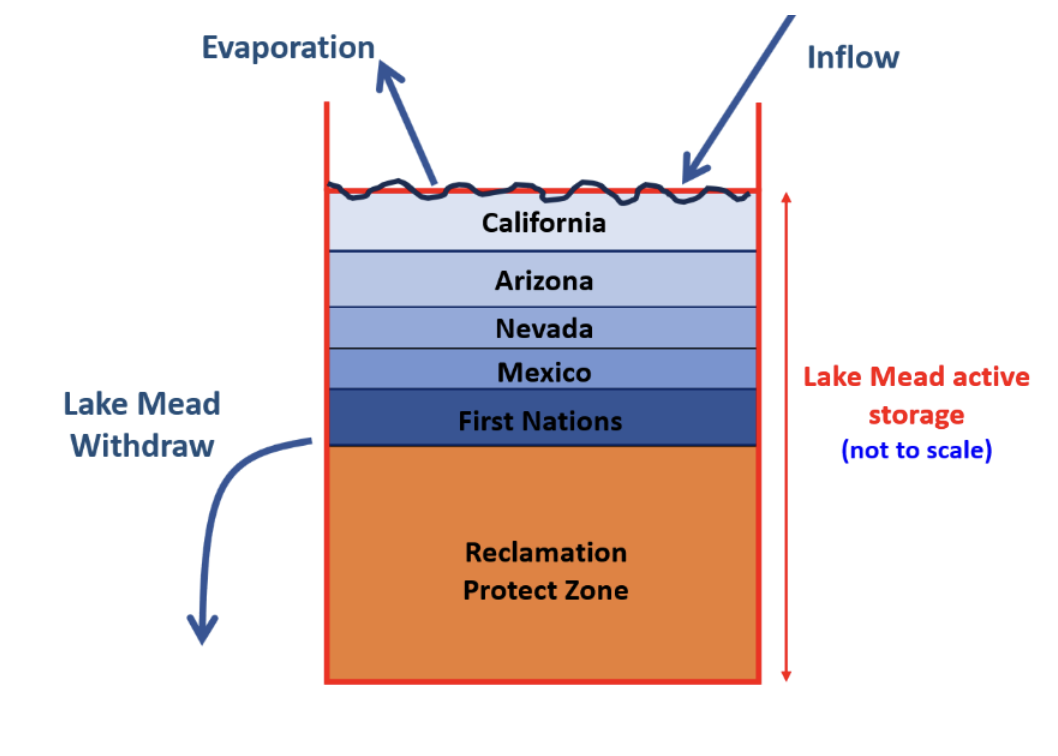 Evaporation
Inflow
California
Arizona
Nevada
Mexico
First Nations
Lake Mead
Withdraw
Lake Mead active
storage
(not to scale)
Reclamation
Protect Zone